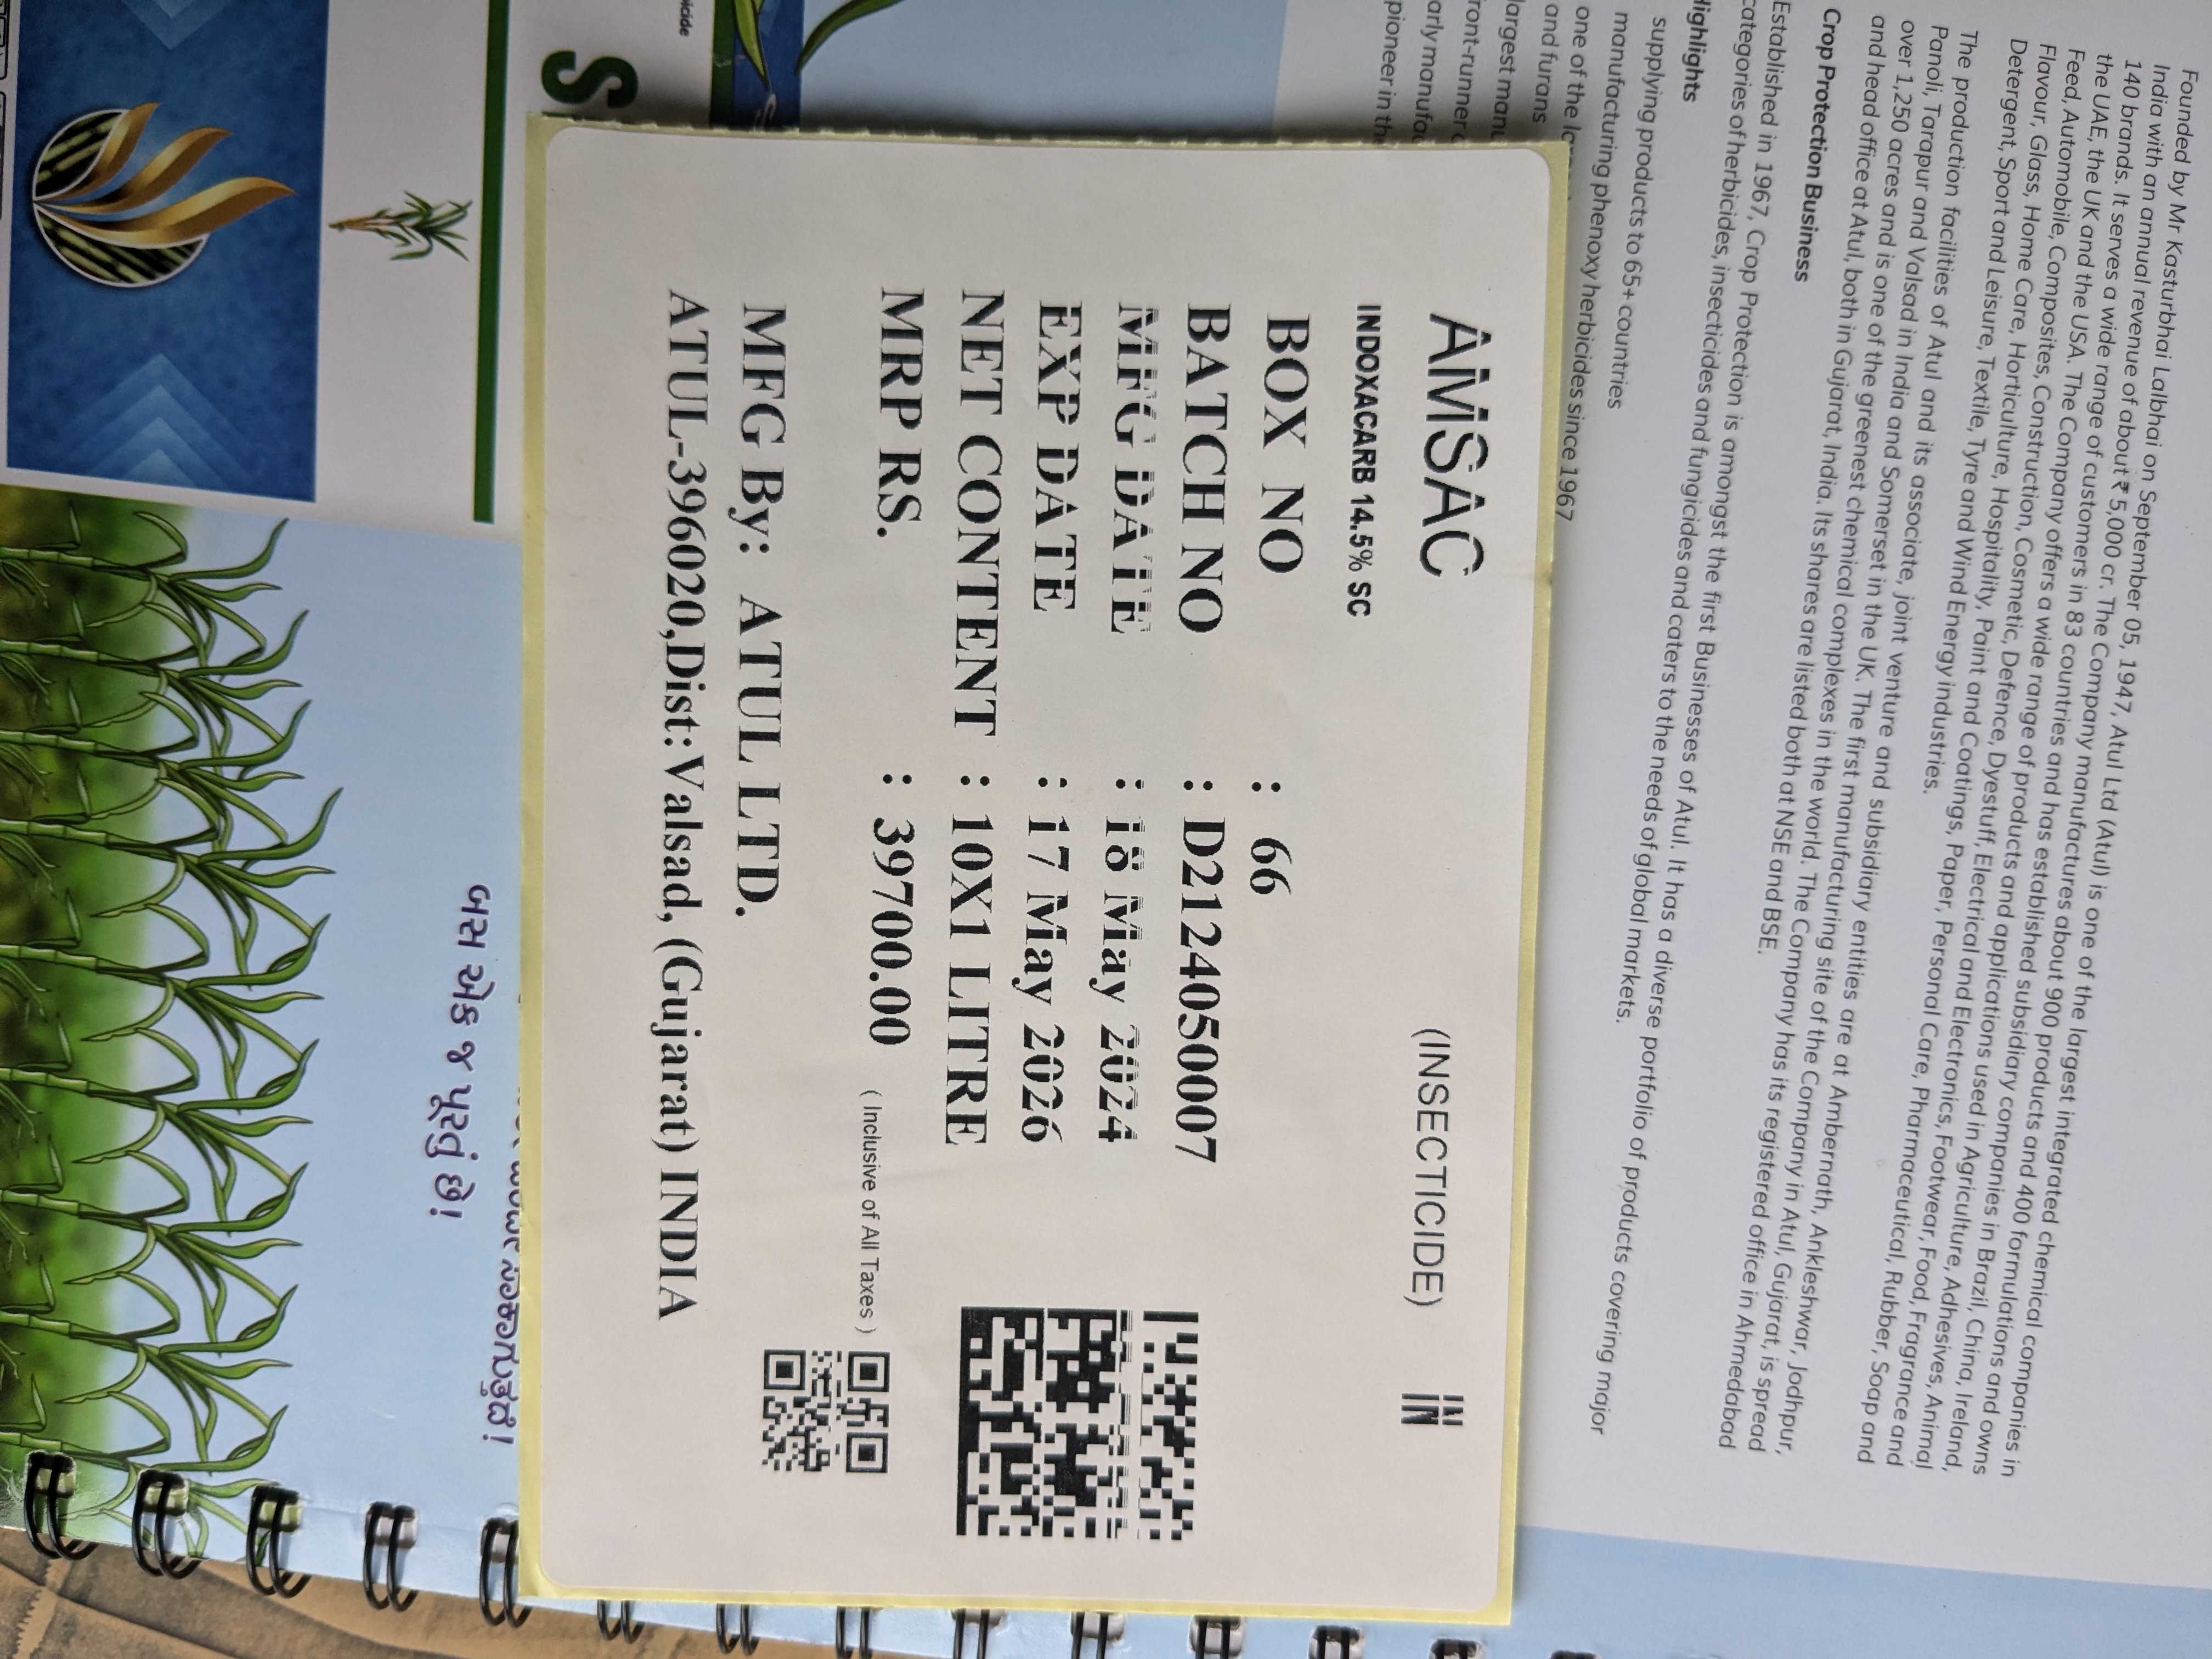 Founded by Mr Kasturbhai Lalbhai on September 05, 1947, Atul Ltd (Atul) is one of the largest integrated chemical companies in
India with an annual revenue of about ₹ 5,000 cr. The Company manufactures about 900 products and 400 formulations and owns
140 brands. It serves a wide range of customers in 83 countries and has established subsidiary companies in Brazil, China, Ireland,
the UAE, the UK and the USA. The Company offers a wide range of products and applications used in Agriculture, Adhesives, Animal
Feed, Automobile, Composites, Construction, Cosmetic, Defence, Dyestuff, Electrical and Electronics, Footwear, Food, Fragrance and
Flavour, Glass, Home Care, Horticulture, Hospitality, Paint and Coatings, Paper, Personal Care, Pharmaceutical, Rubber, Soap and
Detergent, Sport and Leisure, Textile, Tyre and Wind Energy industries.
The production facilities of Atul and its associate, joint venture and subsidiary entities are at Ambernath, Ankleshwar, Jodhpur,
Panoli, Tarapur and Valsad in India and Somerset in the UK. The first manufacturing site of the Company in Atul, Gujarat, is spread
over 1,250 acres and is one of the greenest chemical complexes in the world. The Company has its registered office in Ahmedabad
and head office at Atul, both in Gujarat, India. Its shares are listed both at NSE and BSE.
Crop Protection Business
Established in 1967, Crop Protection is amongst the first Businesses of Atul. It has a diverse portfolio of products covering major
categories of herbicides, insecticides and fungicides and caters to the needs of global markets.
Highlights
supplying products to 65+ countries
manufacturing phenoxy herbicides since 1967
one of the
and furans
largest
front-runner
pioneer in the
AMSAC (INSECTICIDE) IN
INDOXACARB 14.5% SC
BOX NO : 66
BATCH NO : D2124050007
MFG DATE : 18 May 2024
EXP DATE : 17 May 2026
NET CONTENT : 10X1 LITRE
MRP RS. : 39700.00 ( Inclusive of All Taxes )
MFG By: ATUL LTD.
ATUL-396020,Dist:Valsad, (Gujarat) INDIA
S
બસ એક જ પૂરતું છે!